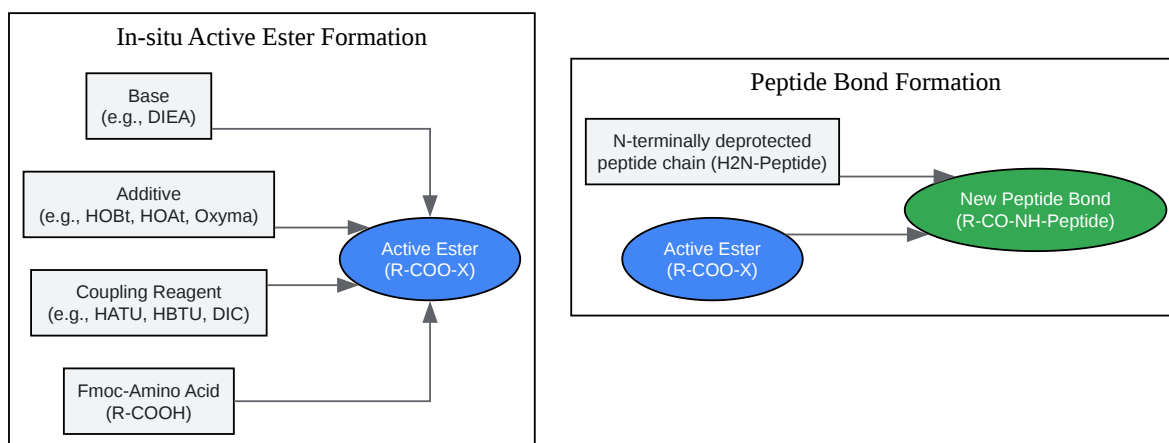 In-situ Active Ester Formation
Base
(e.g., DIEA)
Additive
(e.g., HOBt, HOAt, Oxyma)
Coupling Reagent
(e.g., HATU, HBTU, DIC)
Fmoc-Amino Acid
(R-COOH)
Active Ester
(R-COO-X)
Peptide Bond Formation
N-terminally deprotected
peptide chain (H2N-Peptide)
Active Ester
(R-COO-X)
New Peptide Bond
(R-CO-NH-Peptide)